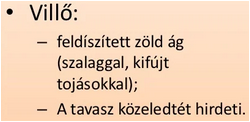 • Villő:
– feldíszített zöld ág
(szalaggal, kifújt
tojásokkal);
– A tavasz közeledtét hirdeti.